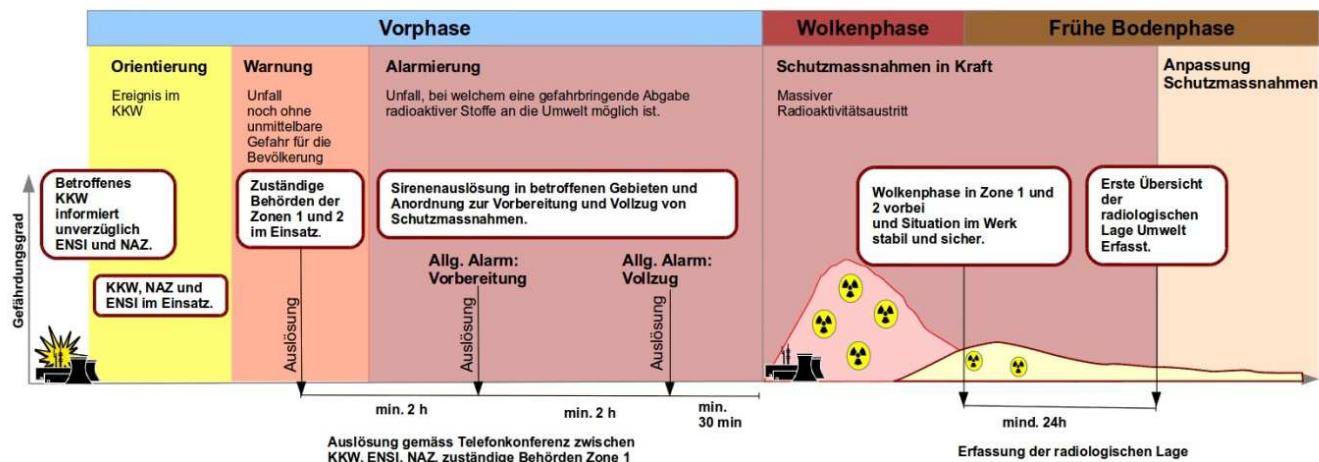 Vorphase
Wolkenphase
Frühe Bodenphase
Orientierung
Ereignis im
KKW
Warnung
Unfall
noch ohne
unmittelbare
Gefahr für die
Bevölkerung
Alarmierung
Unfall, bei welchem eine gefahrbringende Abgabe
radioaktiver Stoffe an die Umwelt möglich ist.
Schutzmassnahmen in Kraft
Massiver
Radioaktivitätsaustritt
Anpassung
Schutzmassnahmen
Gefährdungsgrad
Betroffenes
KKW
informiert
unverzüglich
ENSI und NAZ.
KKW, NAZ und
ENSI im Einsatz.
Zuständige
Behörden der
Zonen 1 und 2
im Einsatz.
Sirenenauslösung in betroffenen Gebieten und
Anordnung zur Vorbereitung und Vollzug von
Schutzmassnahmen.
Allg. Alarm:
Vorbereitung
Allg. Alarm:
Vollzug
Auslösung
Auslösung
Auslösung
Wolkenphase in Zone 1 und
2 vorbei
und Situation im Werk
stabil und sicher.
Erste Übersicht
der
radiologischen
Lage Umwelt
Erfasst.
min. 2 h
min. 2 h
min.
30 min
mind. 24h
Auslösung gemäss Telefonkonferenz zwischen
KKW, ENSI, NAZ, zuständige Behörden Zone 1
Erfassung der radiologischen Lage